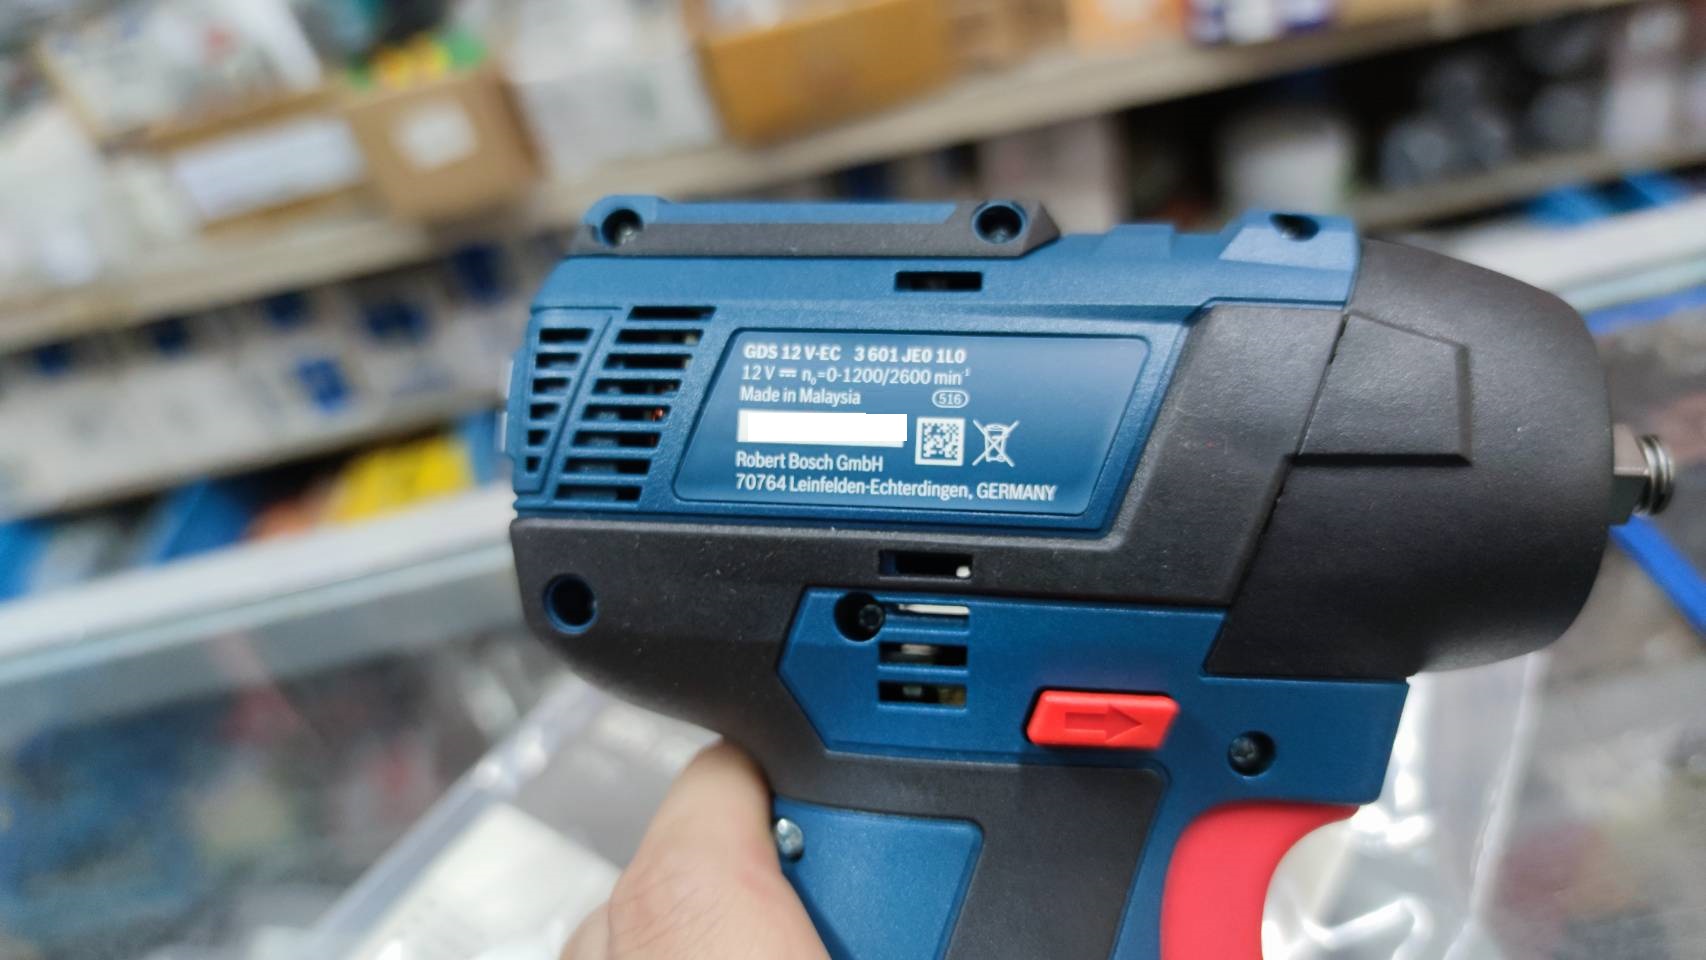 GDS 12 V-EC 3 601 JE0 1L0
12 V ⎓ n₀=0-1200/2600 min⁻¹
Made in Malaysia 516
Robert Bosch GmbH
70764 Leinfelden-Echterdingen, GERMANY